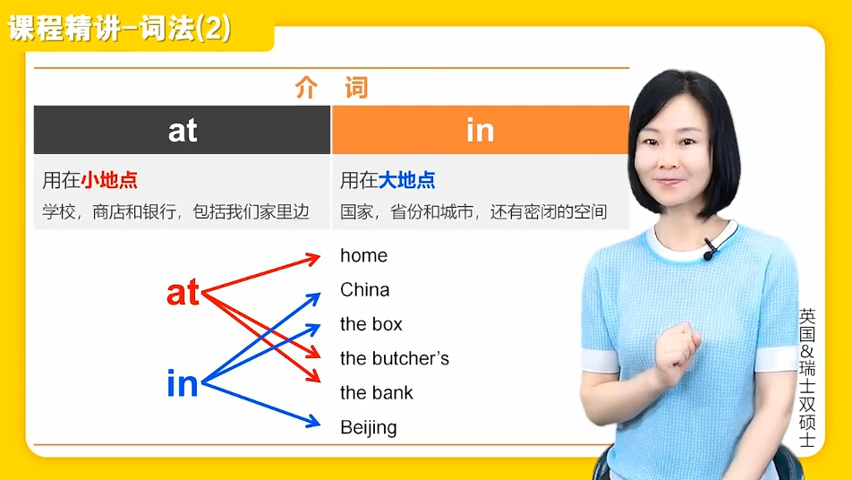 课程精讲-词法(2)
介 词
at
in
用在小地点
用在大地点
学校，商店和银行，包括我们家里边
国家，省份和城市，还有密闭的空间
at
in
home
China
the box
the butcher's
the bank
Beijing
英国&瑞士双硕士